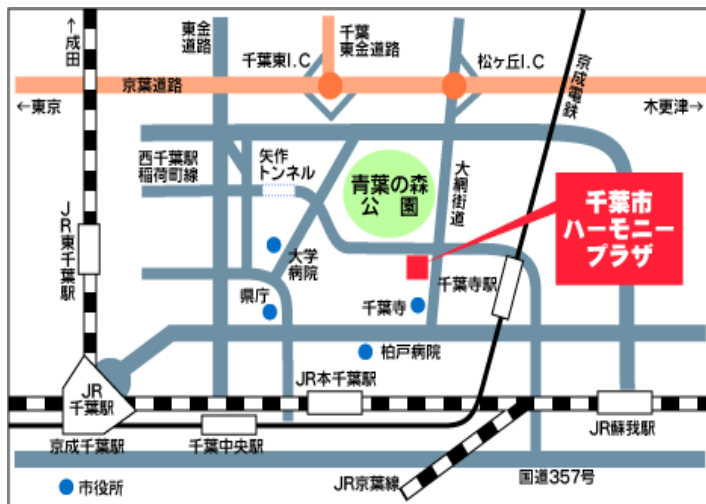 ←成田
東金
道路
千葉
東金道路
千葉東I.C
松ヶ丘I.C
京成電鉄
京葉道路
←東京
木更津→
西千葉駅
稲荷町線
矢作
トンネル
青葉の森
公園
大網街道
千葉市
ハーモニー
プラザ
JR東千葉駅
大学
病院
千葉寺駅
県庁
千葉寺
柏戸病院
JR
千葉駅
JR本千葉駅
京成千葉駅
千葉中央駅
JR蘇我駅
市役所
JR京葉線
国道357号